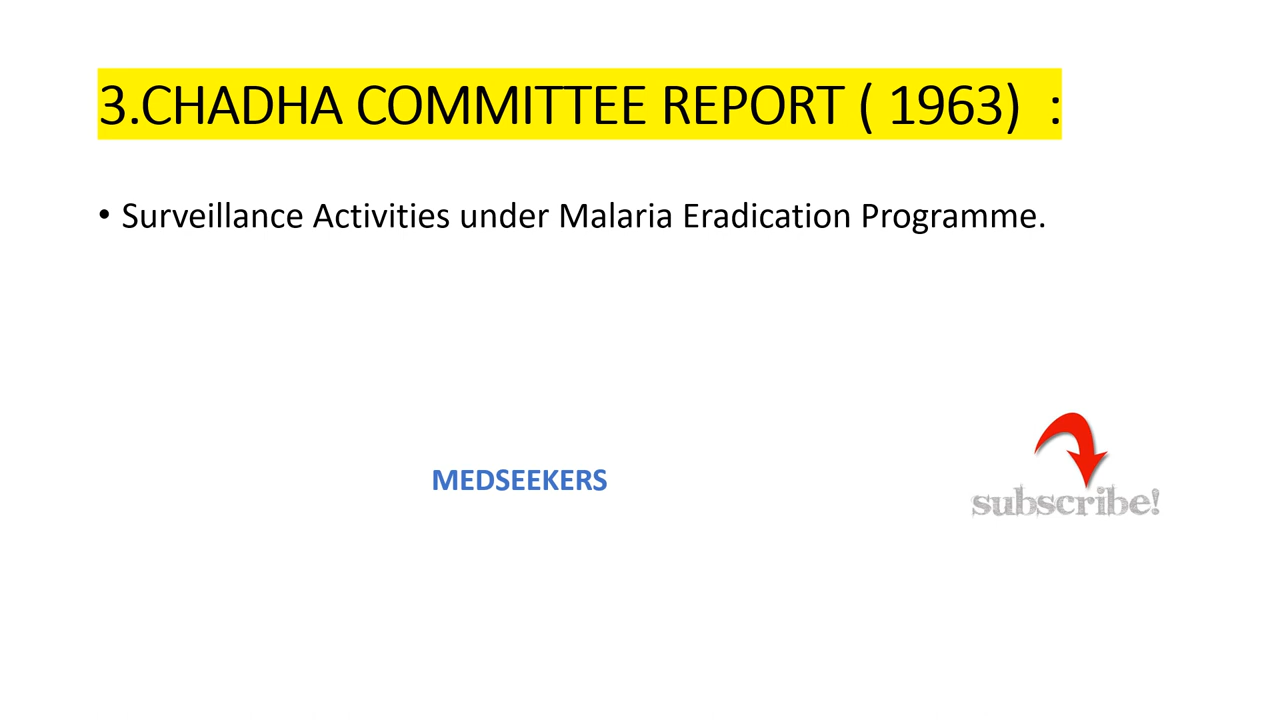 3.CHADHA COMMITTEE REPORT ( 1963)  :
• Surveillance Activities under Malaria Eradication Programme.
MEDSEEKERS
subscribe!